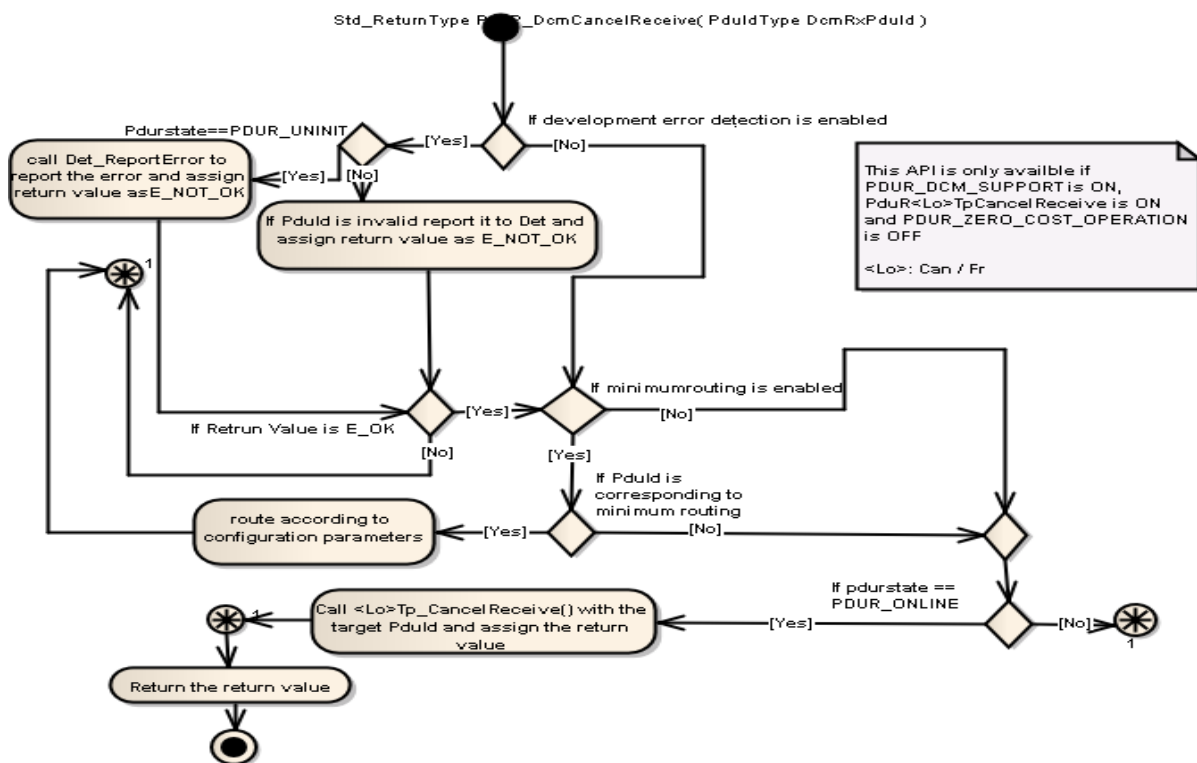 Std_ReturnType P R_DcmCancelReceive( PduIdType DcmRxPduId )
If development error detection is enabled
Pdurstate==PDUR_UNINIT
[Yes]
[No]
call Det_ReportError to
report the error and assign
return value asE_NOT_OK
[Yes]
[No]
This API is only availble if
PDUR_DCM_SUPPORT is ON,
PduR<Lo>TpCancelReceive is ON
and PDUR_ZERO_COST_OPERATION
is OFF
<Lo>: Can / Fr
If PduId is invalid report it to Det and
assign return value as E_NOT_OK
1
If minimumrouting is enabled
[Yes]
[No]
If Retrun Value is E_OK
[No]
[Yes]
If PduId is
corresponding to
minimum routing
route according to
configuration parameters
[Yes]
[No]
If pdurstate ==
PDUR_ONLINE
Call <Lo>Tp_CancelReceive() with the
target PduId and assign the return
value
1
[Yes]
[No]
1
Return the return value